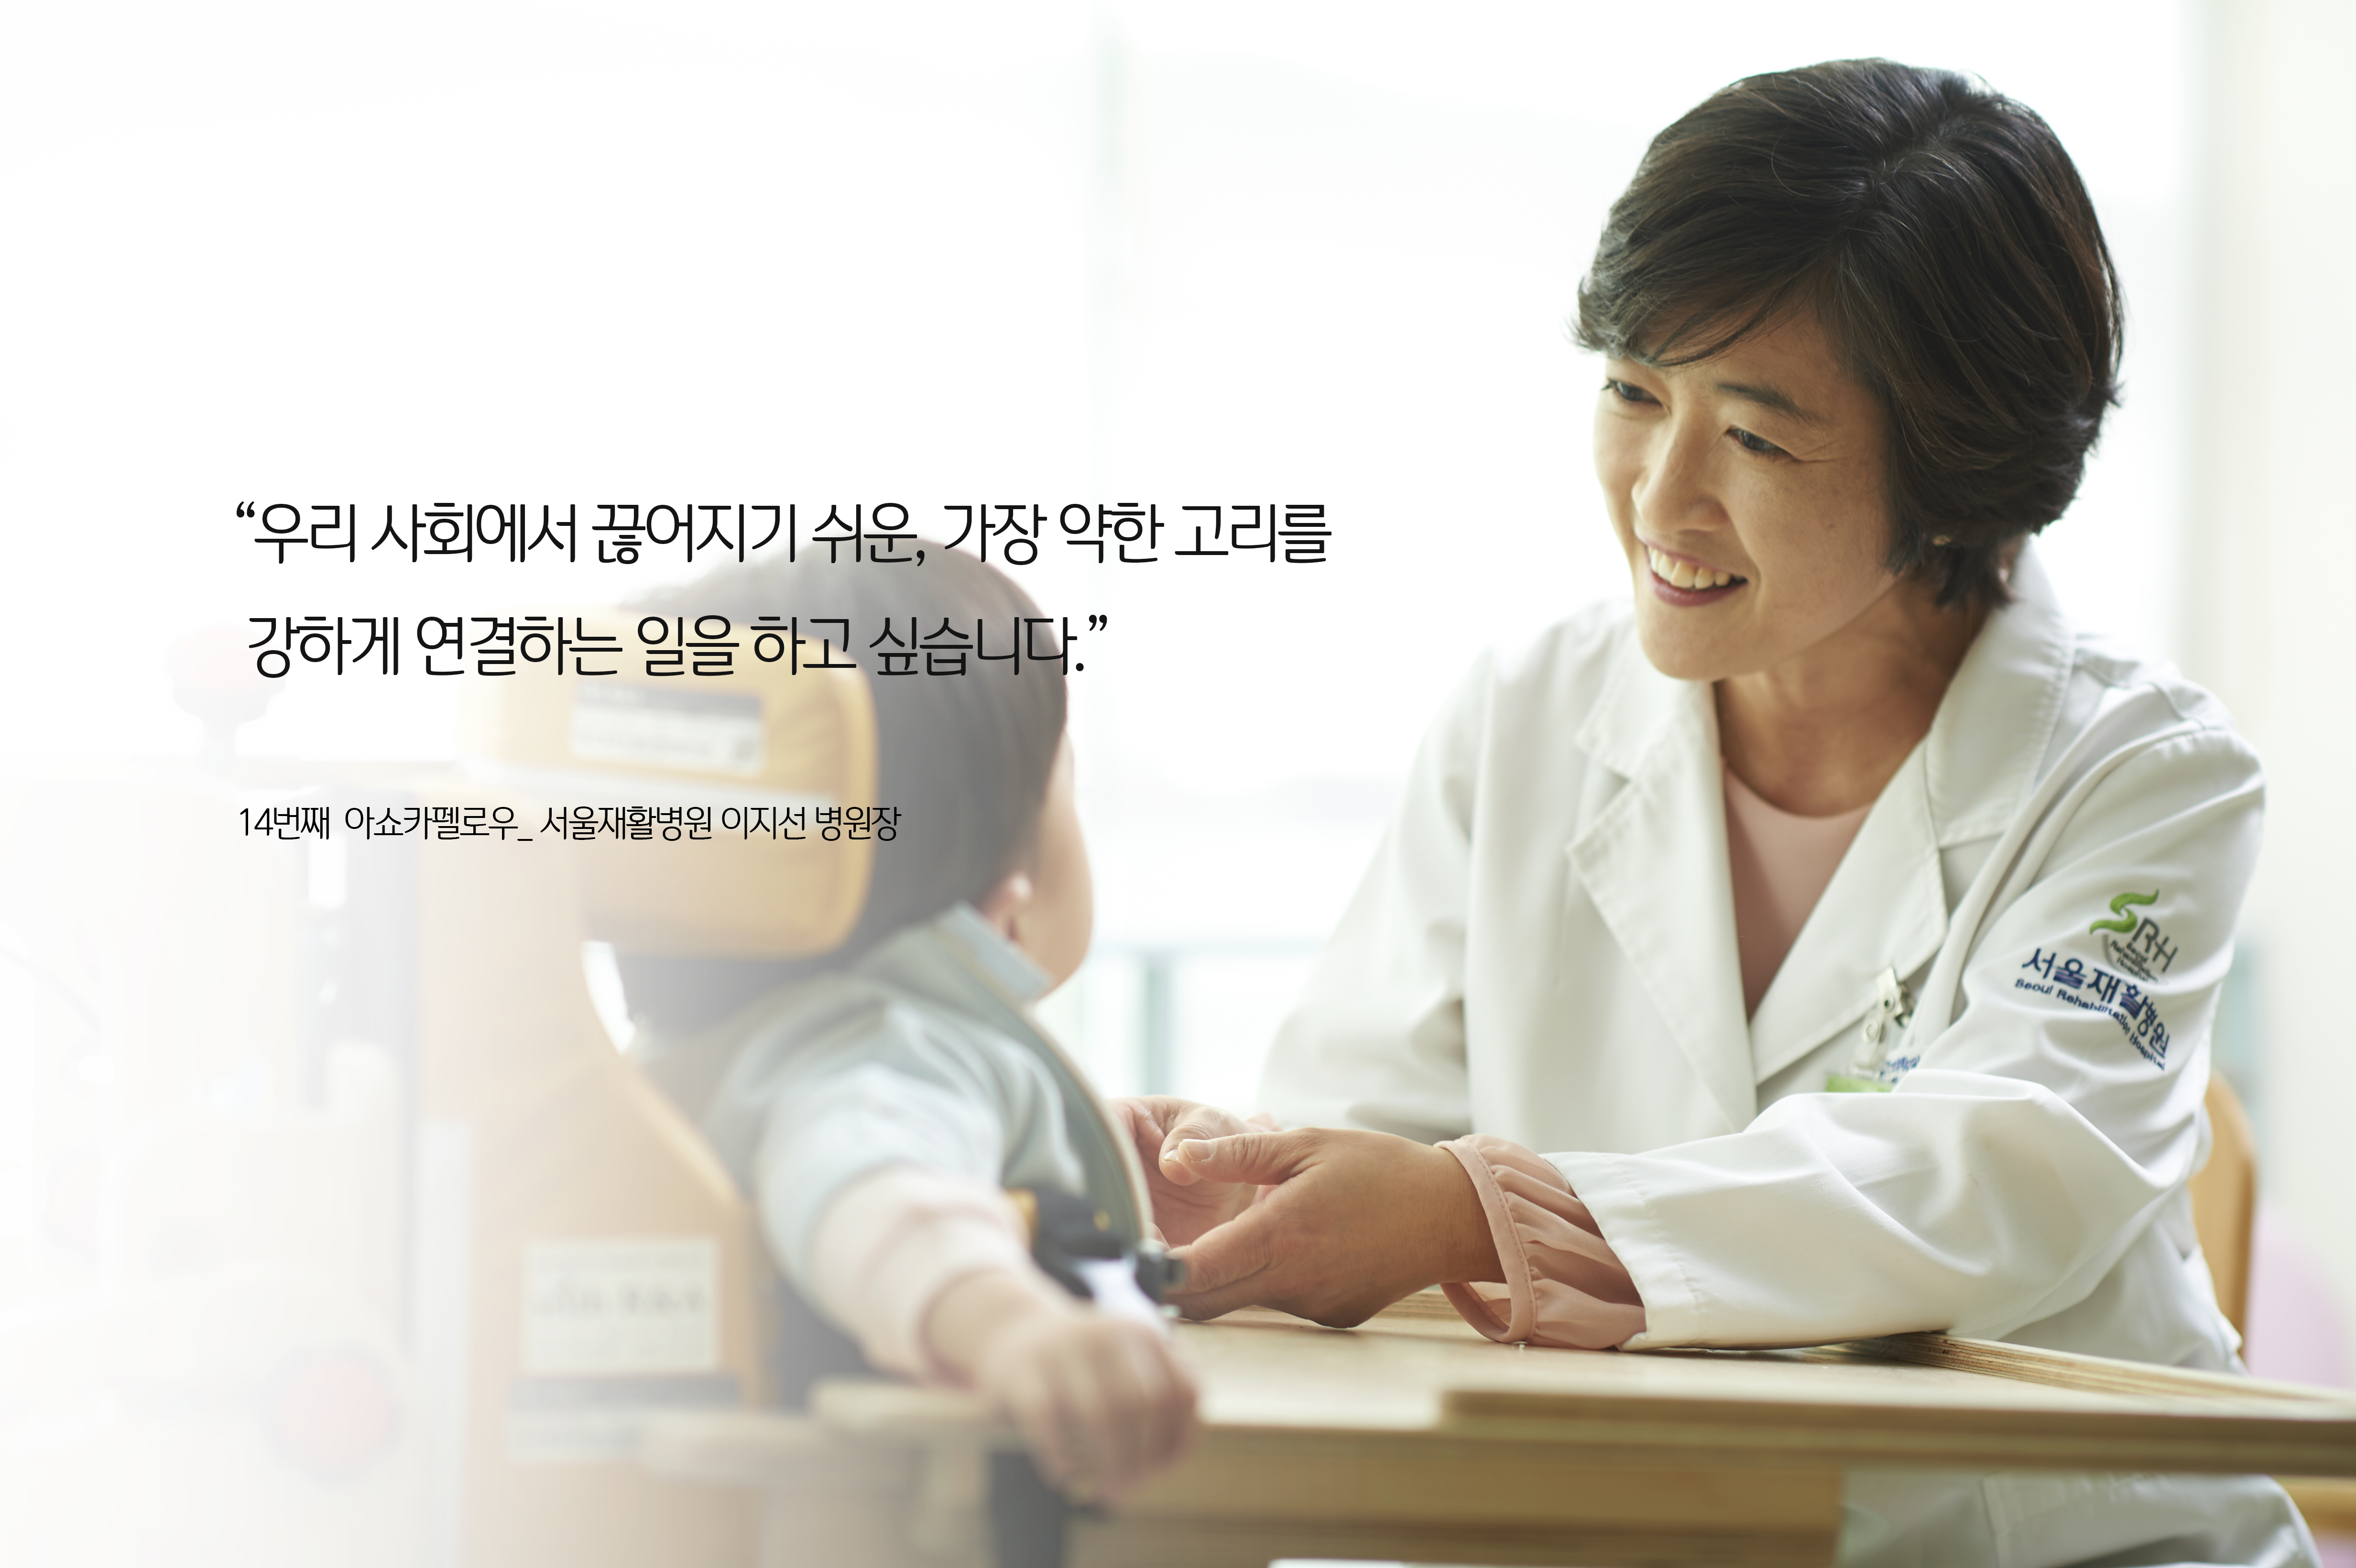 “우리 사회에서 끊어지기 쉬운, 가장 약한 고리를
강하게 연결하는 일을 하고 싶습니다.”
14번째 아쇼카펠로우_ 서울재활병원 이지선 병원장
SRH
서울재활병원
Seoul Rehabilitation Hospital